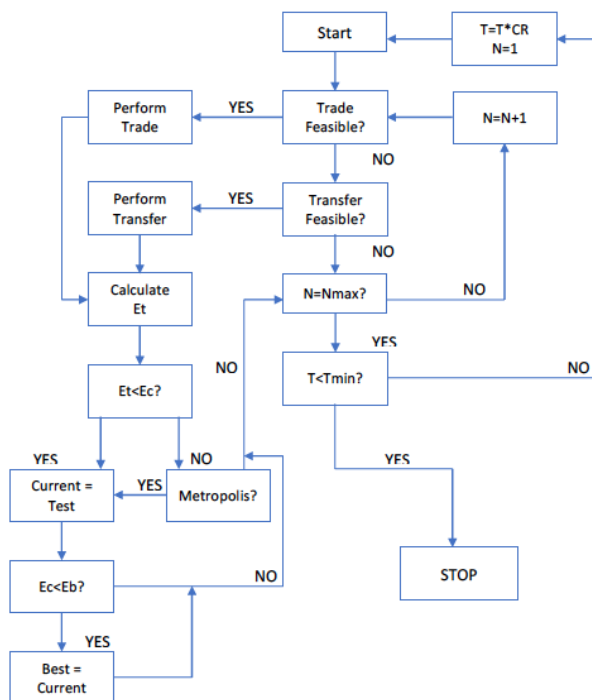 Start
T=T*CR
N=1
Perform
Trade
YES
Trade
Feasible?
N=N+1
NO
Perform
Transfer
YES
Transfer
Feasible?
NO
Calculate
Et
N=Nmax?
NO
NO
YES
Et<Ec?
T<Tmin?
NO
YES
NO
YES
Current =
Test
YES
Metropolis?
STOP
Ec<Eb?
NO
YES
Best =
Current